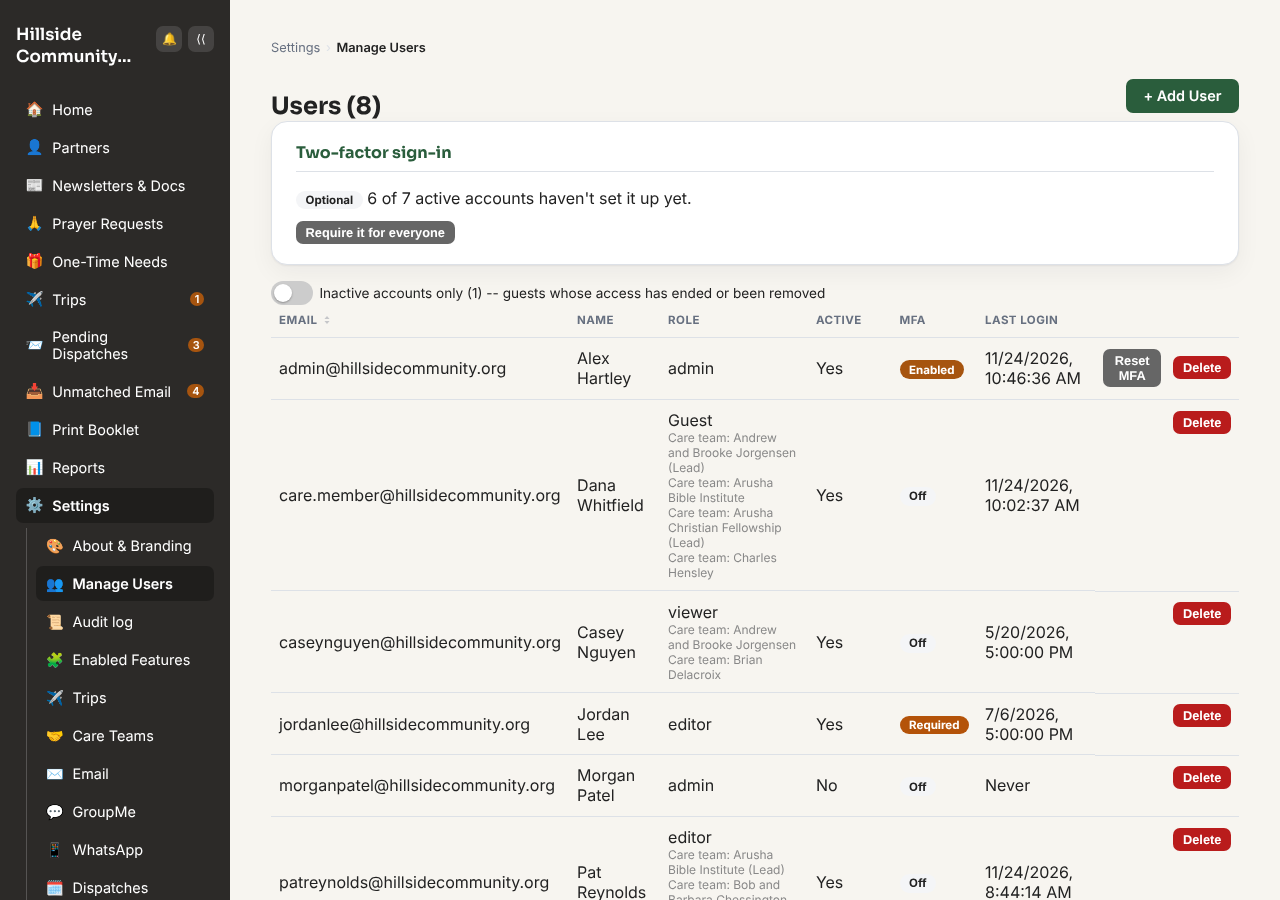 Hillside
Community...
Home
Partners
Newsletters & Docs
Prayer Requests
One-Time Needs
Trips 1
Pending
Dispatches 3
Unmatched Email 4
Print Booklet
Reports
Settings
About & Branding
Manage Users
Audit log
Enabled Features
Trips
Care Teams
Email
GroupMe
WhatsApp
Dispatches
Settings › Manage Users
Users (8)
+ Add User
Two-factor sign-in
Optional 6 of 7 active accounts haven't set it up yet.
Require it for everyone
Inactive accounts only (1) -- guests whose access has ended or been removed
EMAIL NAME ROLE ACTIVE MFA LAST LOGIN
admin@hillsidecommunity.org
Alex
Hartley
admin
Yes
Enabled
11/24/2026,
10:46:36 AM
Reset
MFA
Delete
care.member@hillsidecommunity.org
Dana
Whitfield
Guest
Care team: Andrew
and Brooke Jorgensen
(Lead)
Care team: Arusha
Bible Institute
Care team: Arusha
Christian Fellowship
(Lead)
Care team: Charles
Hensley
Yes
Off
11/24/2026,
10:02:37 AM
Delete
caseynguyen@hillsidecommunity.org
Casey
Nguyen
viewer
Care team: Andrew
and Brooke Jorgensen
Care team: Brian
Delacroix
Yes
Off
5/20/2026,
5:00:00 PM
Delete
jordanlee@hillsidecommunity.org
Jordan
Lee
editor
Yes
Required
7/6/2026,
5:00:00 PM
Delete
morganpatel@hillsidecommunity.org
Morgan
Patel
admin
No
Off
Never
Delete
patreynolds@hillsidecommunity.org
Pat
Reynolds
editor
Care team: Arusha
Bible Institute (Lead)
Care team: Bob and
Barbara Chessington
Yes
Off
11/24/2026,
8:44:14 AM
Delete